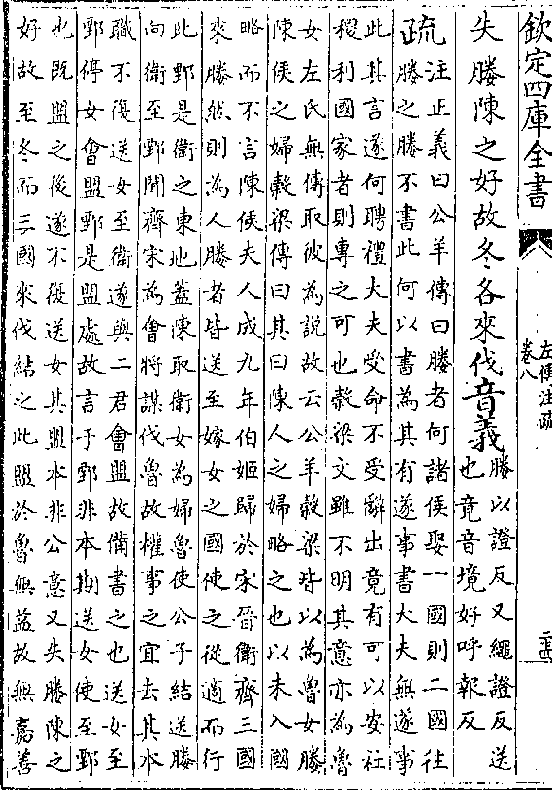 欽定四庫全書
左傳注疏
卷八
二十四
失媵陳之好故冬各來伐音義媵以證反又繩證反送
也竟音境好呼報反
疏注正義曰公羊傳曰媵者何諸侯娶一國則二國往
媵之媵不書此何以書為其有遂事書大夫無遂事
此其言遂何聘禮大夫受命不受辭出竟有可以安社
稷利國家者則專之可也穀梁文雖不明其意亦為魯
女左氏無傳取彼為説故云公羊穀梁皆以為魯女媵
陳侯之婦穀梁傳曰其曰陳人之婦略之也以未入國
略而不言陳侯夫人成九年伯姬歸於宋晉衛齊三國
來媵然則為人媵者皆送至嫁女之國使之從適而行
此鄄是衛之東地蓋陳取衛女為婦魯使公子結送媵
向衛至鄄聞齊宋為會將謀伐魯故權事之宜去其本
職不復送女至衛遂與二君會盟故備書之也送女至
鄄停女會盟鄄是盟處故言于鄄非本期送女使至鄄
也既盟之後遂不復送女其盟本非公意又失媵陳之
好故至冬而三國來伐結之此盟於魯無益故無嘉善